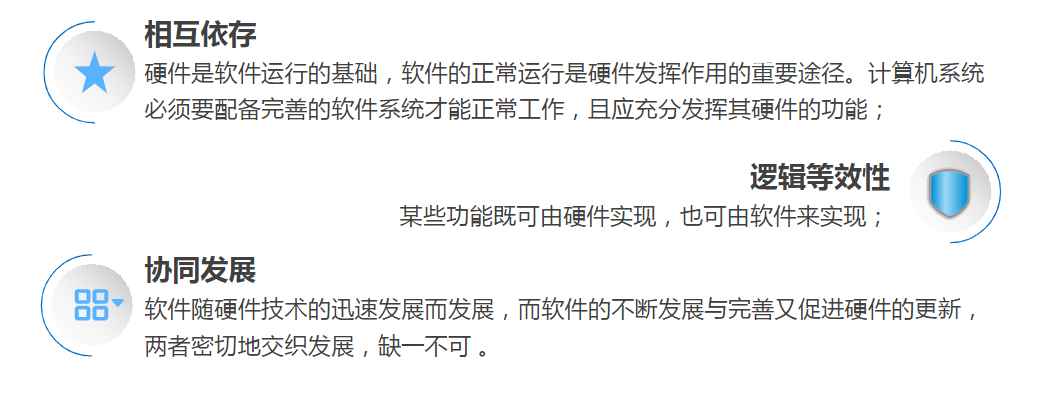 相互依存
硬件是软件运行的基础，软件的正常运行是硬件发挥作用的重要途径。计算机系统
必须要配备完善的软件系统才能正常工作，且应充分发挥其硬件的功能；
逻辑等效性
某些功能既可由硬件实现，也可由软件来实现；
协同发展
软件随硬件技术的迅速发展而发展，而软件的不断发展与完善又促进硬件的更新，
两者密切地交织发展，缺一不可 。